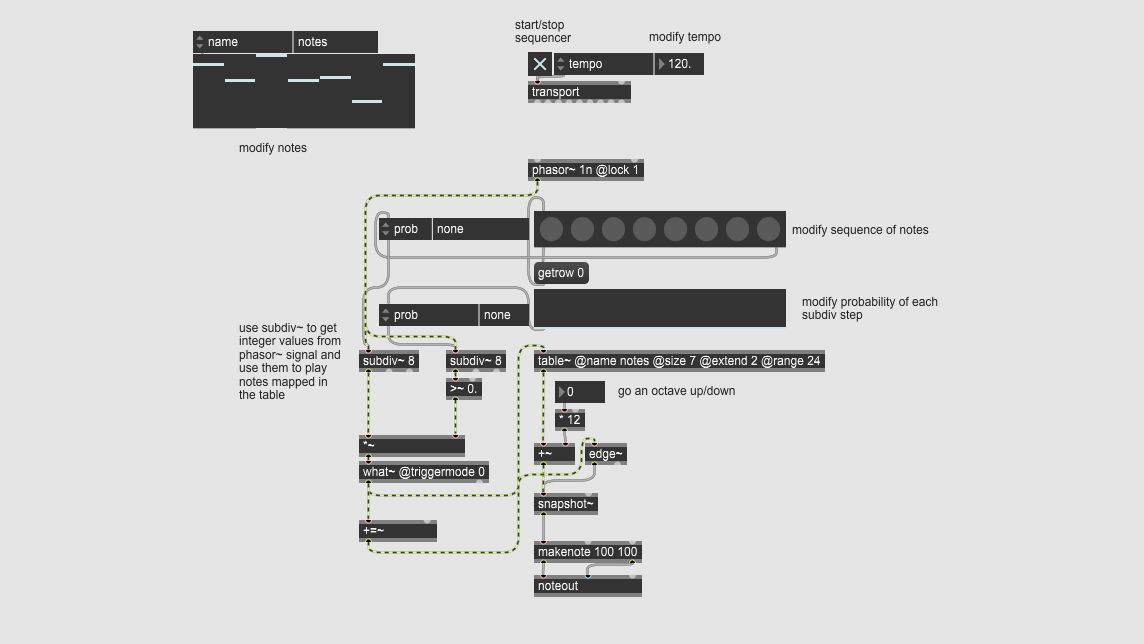 start/stop
sequencer
modify tempo
name notes
tempo 120.
transport
modify notes
phasor~ 1n @lock 1
prob none
modify sequence of notes
getrow 0
prob none
modify probability of each
subdiv step
use subdiv~ to get
integer values from
phasor~ signal and
use them to play
notes mapped in
the table
subdiv~ 8
subdiv~ 8
table~ @name notes @size 7 @extend 2 @range 24
>~ 0.
0
go an octave up/down
* 12
*~
+~
edge~
what~ @triggermode 0
snapshot~
+=~
makenote 100 100
noteout